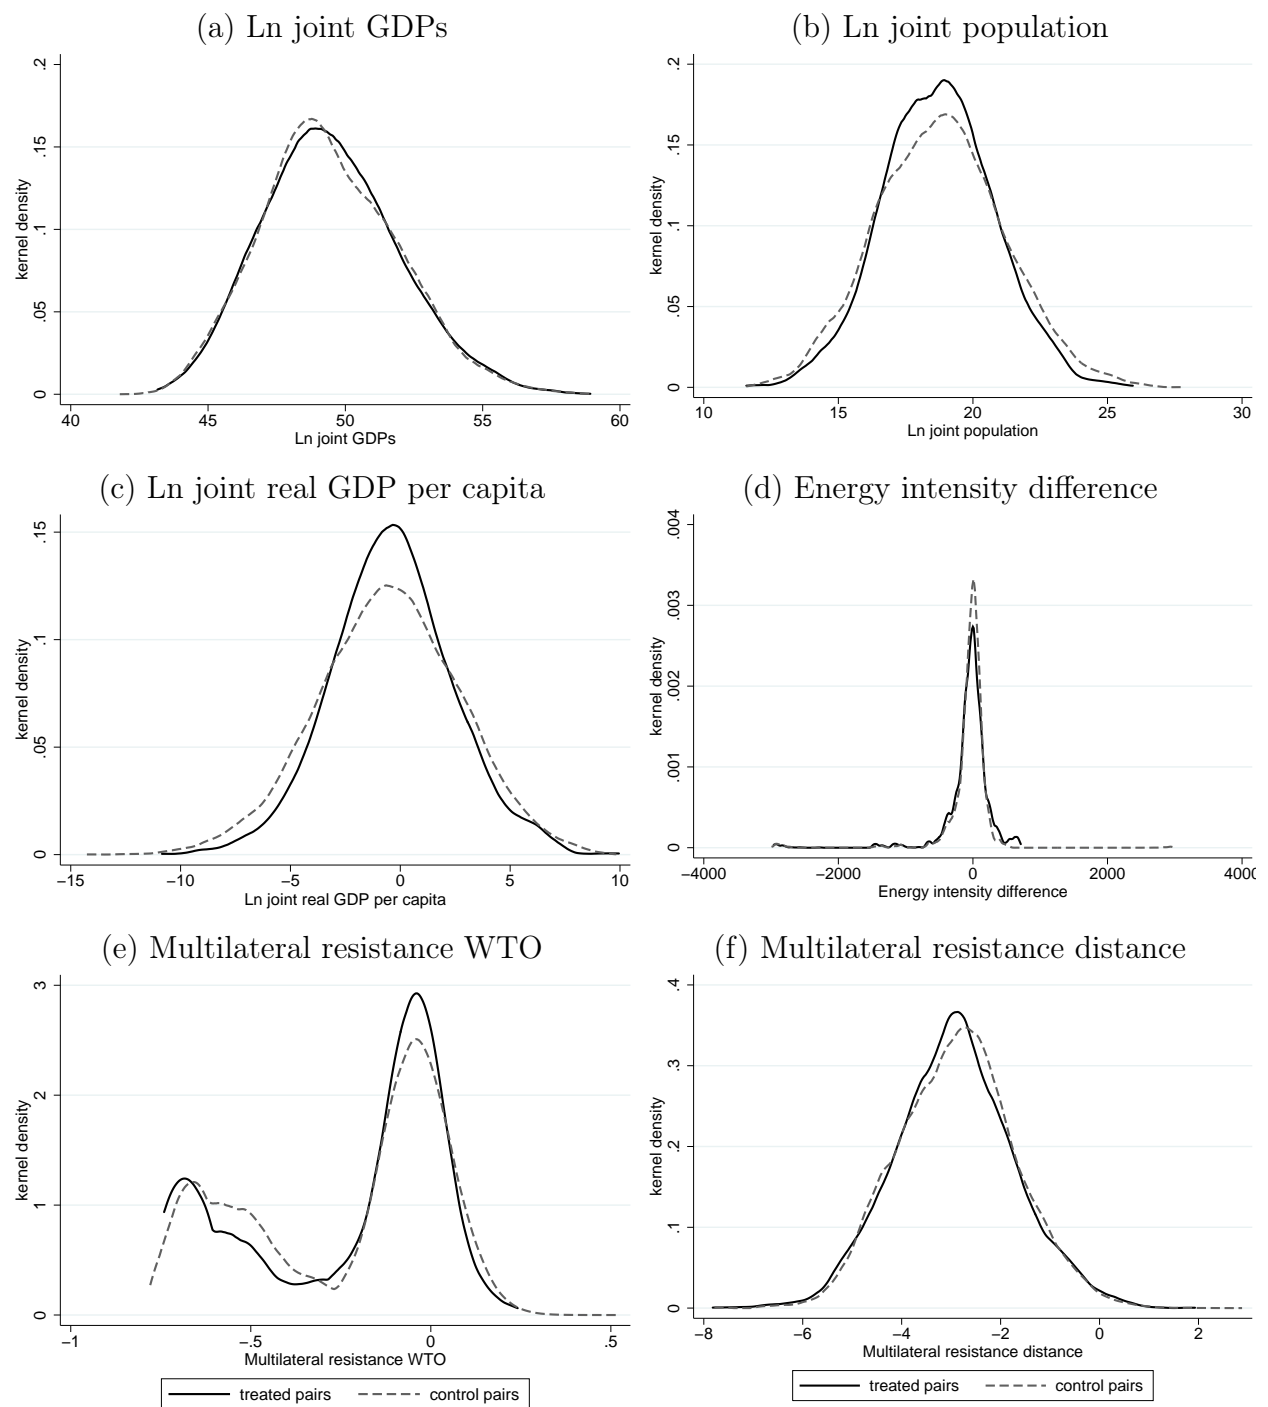 (a) Ln joint GDPs
kernel density
0 .05 .1 .15 .2
40 45 50 55 60
Ln joint GDPs
(b) Ln joint population
kernel density
0 .05 .1 .15 .2
10 15 20 25 30
Ln joint population
(c) Ln joint real GDP per capita
kernel density
0 .05 .1 .15
−15 −10 −5 0 5 10
Ln joint real GDP per capita
(d) Energy intensity difference
kernel density
0 .001 .002 .003 .004
−4000 −2000 0 2000 4000
Energy intensity difference
(e) Multilateral resistance WTO
kernel density
0 1 2 3
−1 −.5 0 .5
Multilateral resistance WTO
treated pairs control pairs
(f) Multilateral resistance distance
kernel density
0 .1 .2 .3 .4
−8 −6 −4 −2 0 2
Multilateral resistance distance
treated pairs control pairs